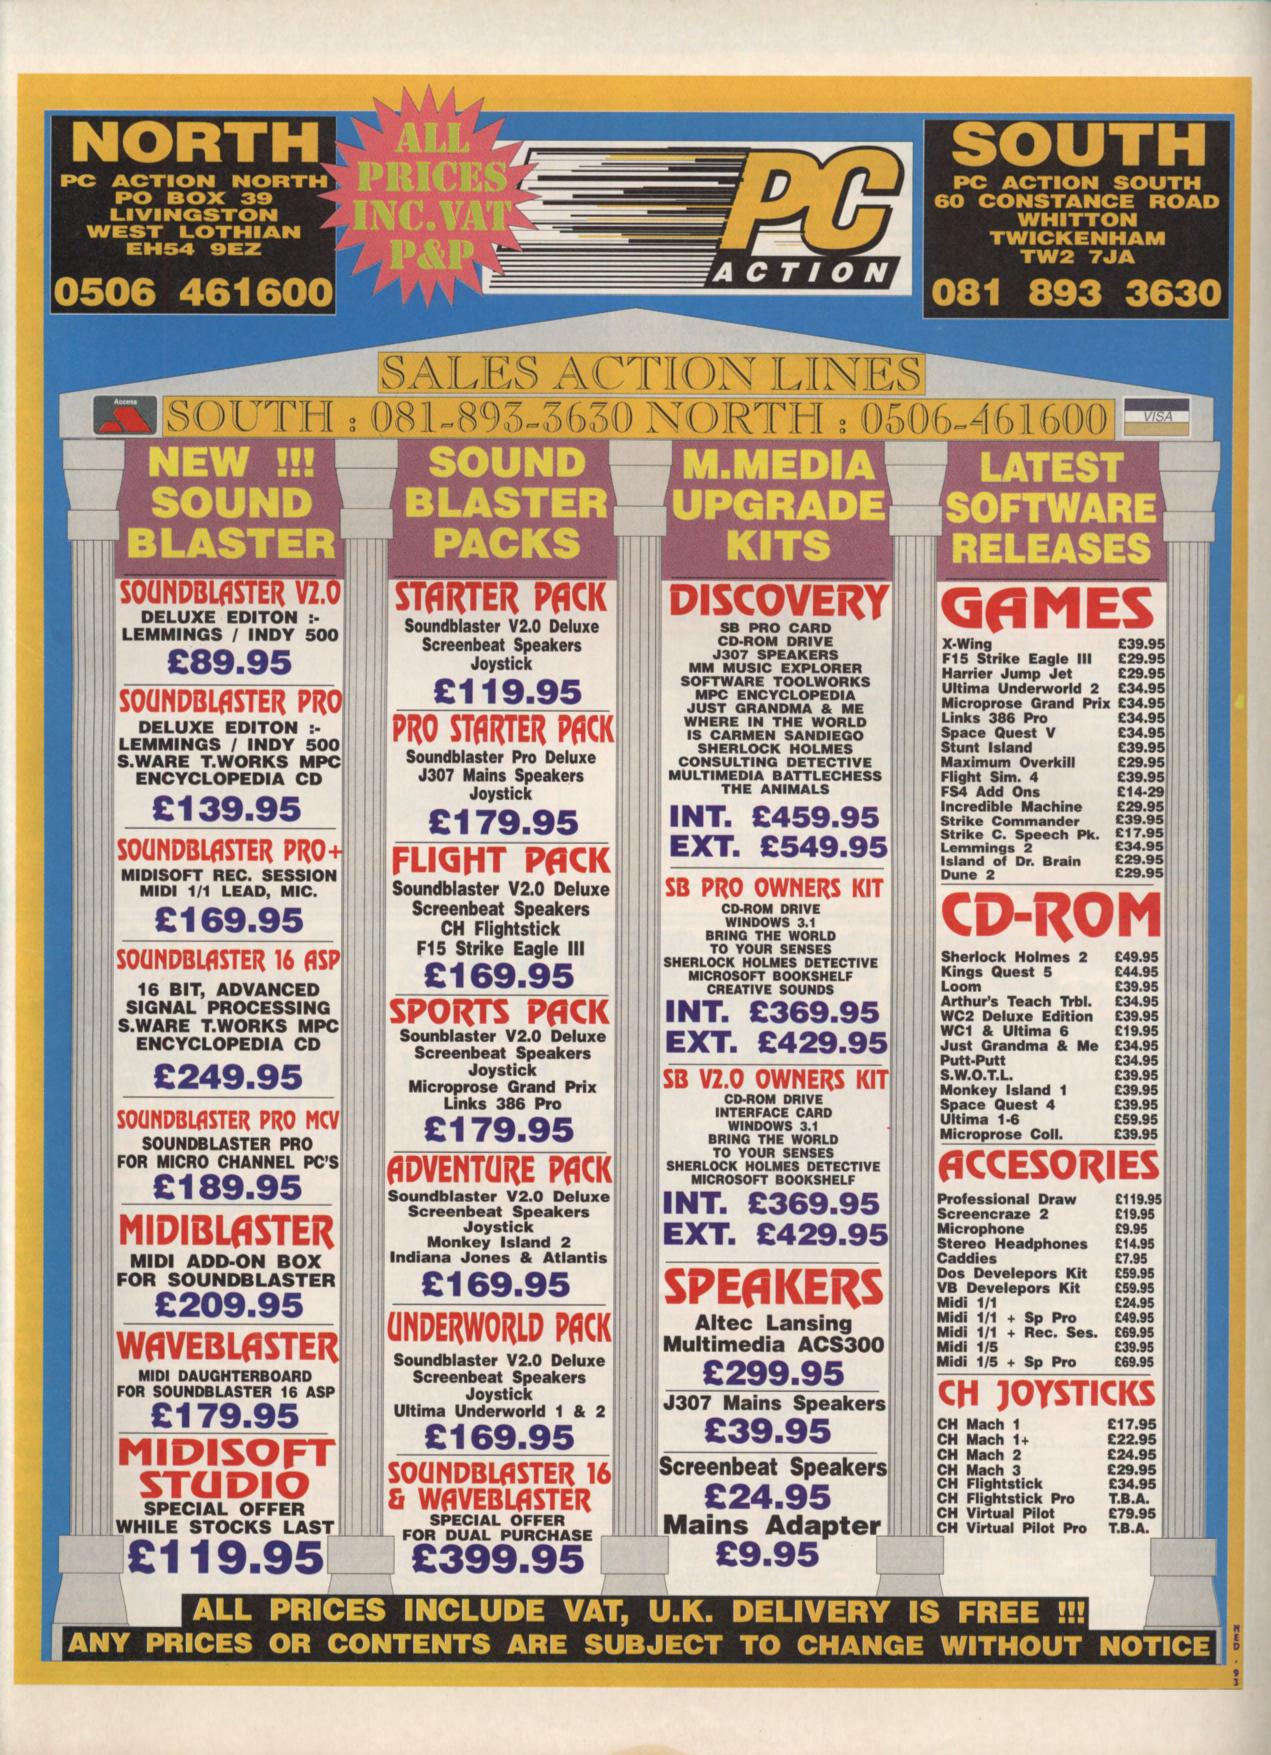 NORTH
PC ACTION NORTH
PO BOX 39
LIVINGSTON
WEST LOTHIAN
EH54 9EZ
0506 461600
ALL
PRICES
INC.VAT
P&P
PC
ACTION
SOUTH
PC ACTION SOUTH
60 CONSTANCE ROAD
WHITTON
TWICKENHAM
TW2 7JA
081 893 3630
SALES ACTION LINES
Access
SOUTH : 081-893-3630 NORTH : 0506-461600
VISA
NEW !!!
SOUND
BLASTER
SOUNDBLASTER V2.0
DELUXE EDITON :-
LEMMINGS / INDY 500
£89.95
SOUNDBLASTER PRO
DELUXE EDITON :-
LEMMINGS / INDY 500
S.WARE T.WORKS MPC
ENCYCLOPEDIA CD
£139.95
SOUNDBLASTER PRO+
MIDISOFT REC. SESSION
MIDI 1/1 LEAD, MIC.
£169.95
SOUNDBLASTER 16 ASP
16 BIT, ADVANCED
SIGNAL PROCESSING
S.WARE T.WORKS MPC
ENCYCLOPEDIA CD
£249.95
SOUNDBLASTER PRO MCV
SOUNDBLASTER PRO
FOR MICRO CHANNEL PC'S
£189.95
MIDIBLASTER
MIDI ADD-ON BOX
FOR SOUNDBLASTER
£209.95
WAVEBLASTER
MIDI DAUGHTERBOARD
FOR SOUNDBLASTER 16 ASP
£179.95
MIDISOFT
STUDIO
SPECIAL OFFER
WHILE STOCKS LAST
£119.95
SOUND
BLASTER
PACKS
STARTER PACK
Soundblaster V2.0 Deluxe
Screenbeat Speakers
Joystick
£119.95
PRO STARTER PACK
Soundblaster Pro Deluxe
J307 Mains Speakers
Joystick
£179.95
FLIGHT PACK
Soundblaster V2.0 Deluxe
Screenbeat Speakers
CH Flightstick
F15 Strike Eagle III
£169.95
SPORTS PACK
Sounblaster V2.0 Deluxe
Screenbeat Speakers
Joystick
Microprose Grand Prix
Links 386 Pro
£179.95
ADVENTURE PACK
Soundblaster V2.0 Deluxe
Screenbeat Speakers
Joystick
Monkey Island 2
Indiana Jones & Atlantis
£169.95
UNDERWORLD PACK
Soundblaster V2.0 Deluxe
Screenbeat Speakers
Joystick
Ultima Underworld 1 & 2
£169.95
SOUNDBLASTER 16
& WAVEBLASTER
SPECIAL OFFER
FOR DUAL PURCHASE
£399.95
M.MEDIA
UPGRADE
KITS
DISCOVERY
SB PRO CARD
CD-ROM DRIVE
J307 SPEAKERS
MM MUSIC EXPLORER
SOFTWARE TOOLWORKS
MPC ENCYCLOPEDIA
JUST GRANDMA & ME
WHERE IN THE WORLD
IS CARMEN SANDIEGO
SHERLOCK HOLMES
CONSULTING DETECTIVE
MULTIMEDIA BATTLECHESS
THE ANIMALS
INT. £459.95
EXT. £549.95
SB PRO OWNERS KIT
CD-ROM DRIVE
WINDOWS 3.1
BRING THE WORLD
TO YOUR SENSES
SHERLOCK HOLMES DETECTIVE
MICROSOFT BOOKSHELF
CREATIVE SOUNDS
INT. £369.95
EXT. £429.95
SB V2.0 OWNERS KIT
CD-ROM DRIVE
INTERFACE CARD
WINDOWS 3.1
BRING THE WORLD
TO YOUR SENSES
SHERLOCK HOLMES DETECTIVE
MICROSOFT BOOKSHELF
INT. £369.95
EXT. £429.95
SPEAKERS
Altec Lansing
Multimedia ACS300
£299.95
J307 Mains Speakers
£39.95
Screenbeat Speakers
£24.95
Mains Adapter
£9.95
LATEST
SOFTWARE
RELEASES
GAMES
X-Wing £39.95
F15 Strike Eagle III £29.95
Harrier Jump Jet £29.95
Ultima Underworld 2 £34.95
Microprose Grand Prix £34.95
Links 386 Pro £34.95
Space Quest V £34.95
Stunt Island £39.95
Maximum Overkill £29.95
Flight Sim. 4 £39.95
FS4 Add Ons £14-29
Incredible Machine £29.95
Strike Commander £39.95
Strike C. Speech Pk. £17.95
Lemmings 2 £34.95
Island of Dr. Brain £29.95
Dune 2 £29.95
CD-ROM
Sherlock Holmes 2 £49.95
Kings Quest 5 £44.95
Loom £39.95
Arthur's Teach Trbl. £34.95
WC2 Deluxe Edition £39.95
WC1 & Ultima 6 £19.95
Just Grandma & Me £34.95
Putt-Putt £34.95
S.W.O.T.L. £39.95
Monkey Island 1 £39.95
Space Quest 4 £39.95
Ultima 1-6 £59.95
Microprose Coll. £39.95
ACCESORIES
Professional Draw £119.95
Screencraze 2 £19.95
Microphone £9.95
Stereo Headphones £14.95
Caddies £7.95
Dos Develepors Kit £59.95
VB Develepors Kit £59.95
Midi 1/1 £24.95
Midi 1/1 + Sp Pro £49.95
Midi 1/1 + Rec. Ses. £69.95
Midi 1/5 £39.95
Midi 1/5 + Sp Pro £69.95
CH JOYSTICKS
CH Mach 1 £17.95
CH Mach 1+ £22.95
CH Mach 2 £24.95
CH Mach 3 £29.95
CH Flightstick £34.95
CH Flightstick Pro T.B.A.
CH Virtual Pilot £79.95
CH Virtual Pilot Pro T.B.A.
ALL PRICES INCLUDE VAT, U.K. DELIVERY IS FREE !!!
ANY PRICES OR CONTENTS ARE SUBJECT TO CHANGE WITHOUT NOTICE
NED . 93